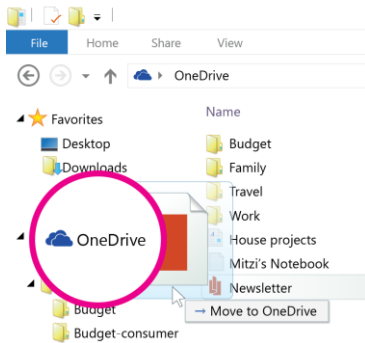 File Home Share View
OneDrive
Name
Favorites
Desktop
Downloads
OneDrive
Budget
Budget-consumer
Budget
Family
Travel
Work
House projects
Mitzi's Notebook
Newsletter
→ Move to OneDrive